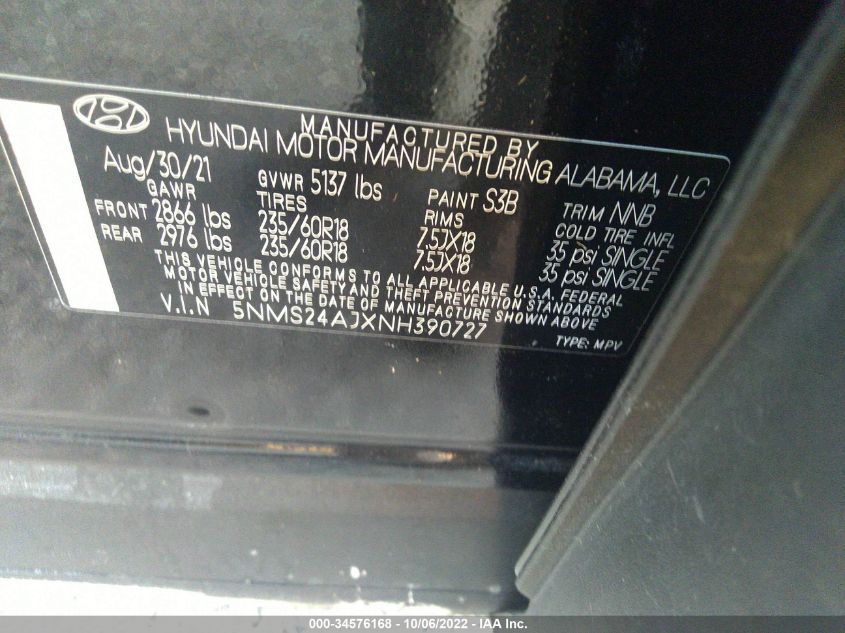 MANUFACTURED BY
HYUNDAI MOTOR MANUFACTURING ALABAMA, LLC
Aug/30/21 GVWR 5137 lbs PAINT S3B TRIM NNB
GAWR TIRES RIMS COLD TIRE INFL
FRONT 2866 lbs 235/60R18 7.5JX18 35 psi SINGLE
REAR 2976 lbs 235/60R18 7.5JX18 35 psi SINGLE
THIS VEHICLE CONFORMS TO ALL APPLICABLE U.S.A. FEDERAL
MOTOR VEHICLE SAFETY AND THEFT PREVENTION STANDARDS
IN EFFECT ON THE DATE OF MANUFACTURE SHOWN ABOVE
V.I.N 5NMS24AJXNH390727 TYPE: MPV
000-34576168 - 10/06/2022 - IAA Inc.